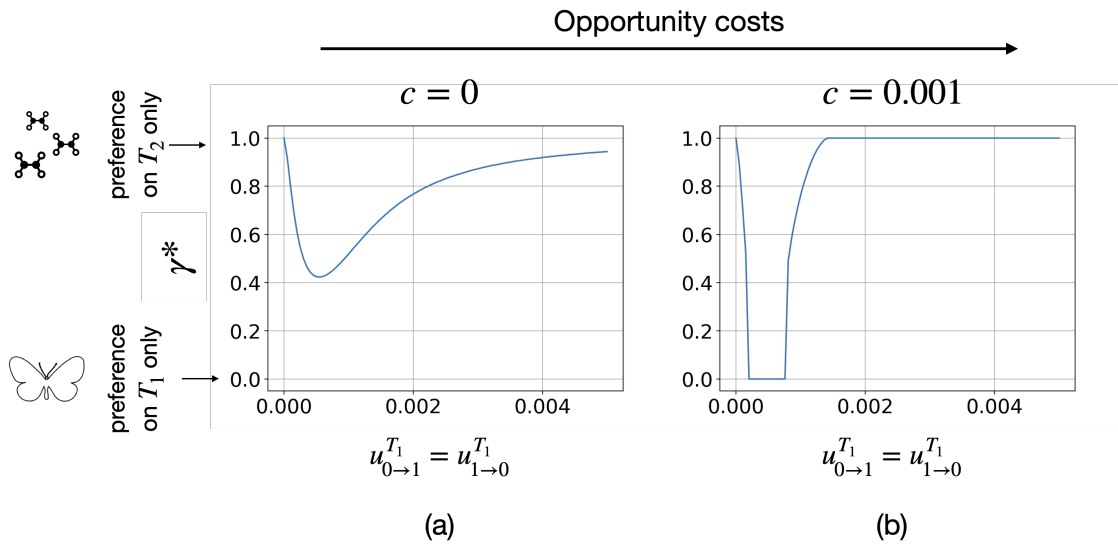 Opportunity costs
c = 0
c = 0.001
preference
on T₂ only
γ*
preference
on T₁ only
1.0
0.8
0.6
0.4
0.2
0.0
0.000
0.002
0.004
1.0
0.8
0.6
0.4
0.2
0.0
0.000
0.002
0.004
u^{T₁}_{0→1} = u^{T₁}_{1→0}
u^{T₁}_{0→1} = u^{T₁}_{1→0}
(a)
(b)